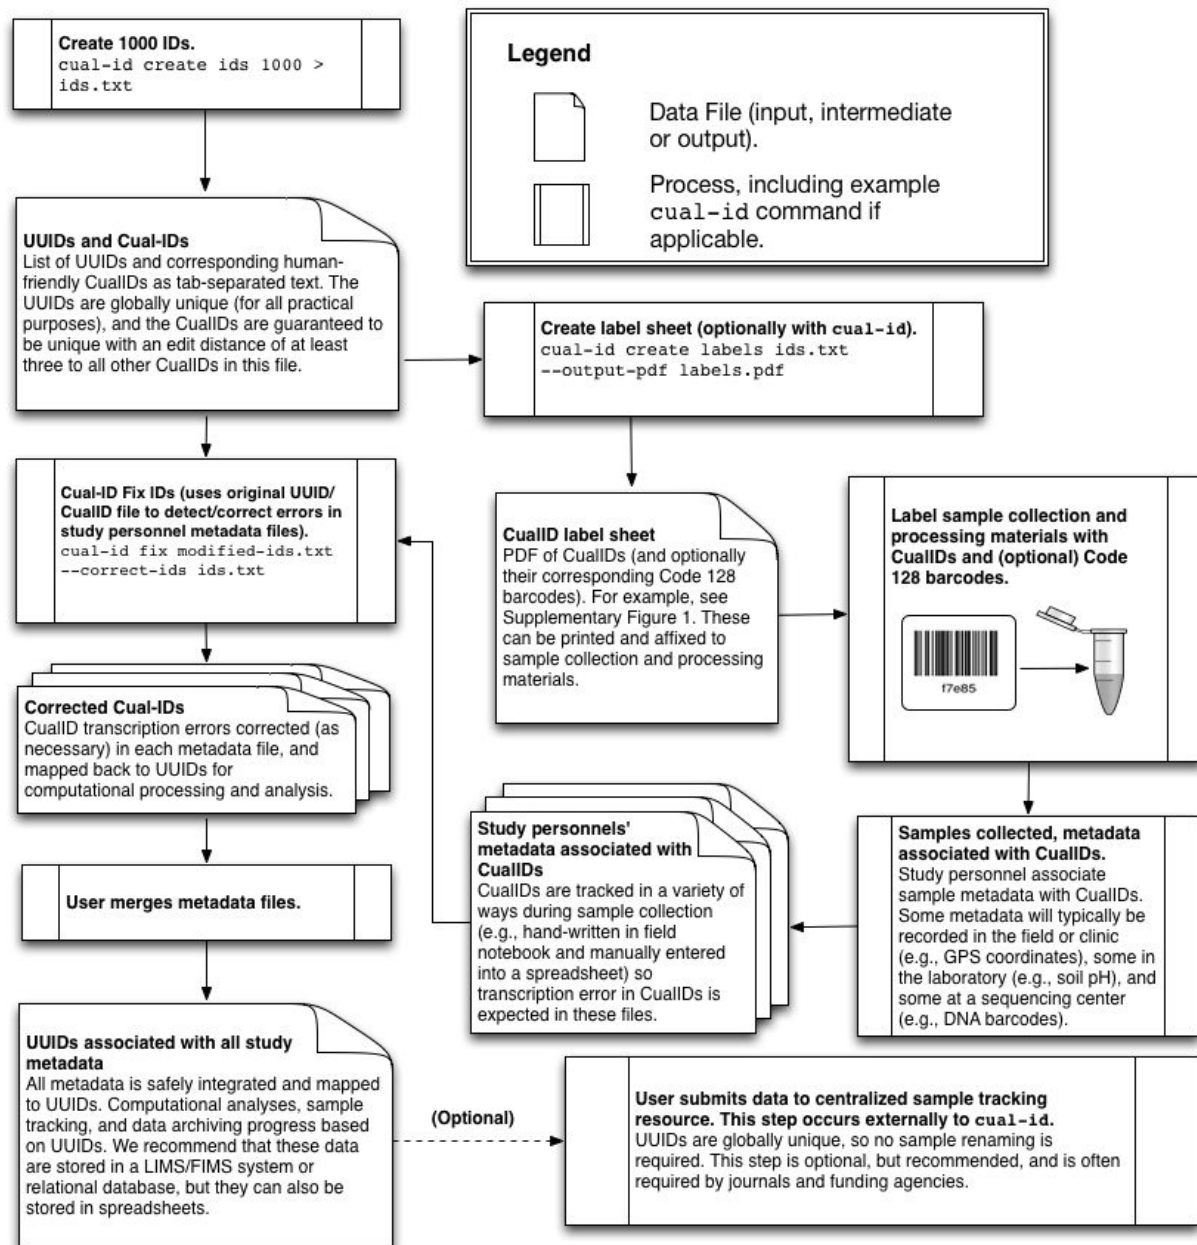 Create 1000 IDs.
cual-id create ids 1000 >
ids.txt
Legend
Data File (input, intermediate
or output).
Process, including example
cual-id command if
applicable.
UUIDs and Cual-IDs
List of UUIDs and corresponding human-
friendly CualIDs as tab-separated text. The
UUIDs are globally unique (for all practical
purposes), and the CualIDs are guaranteed to
be unique with an edit distance of at least
three to all other CualIDs in this file.
Create label sheet (optionally with cual-id).
cual-id create labels ids.txt
--output-pdf labels.pdf
Cual-ID Fix IDs (uses original UUID/
CualID file to detect/correct errors in
study personnel metadata files).
cual-id fix modified-ids.txt
--correct-ids ids.txt
CualID label sheet
PDF of CualIDs (and optionally
their corresponding Code 128
barcodes). For example, see
Supplementary Figure 1. These
can be printed and affixed to
sample collection and processing
materials.
Label sample collection and
processing materials with
CualIDs and (optional) Code
128 barcodes.
f7e85
Corrected Cual-IDs
CualID transcription errors corrected (as
necessary) in each metadata file, and
mapped back to UUIDs for
computational processing and analysis.
Study personnels'
metadata associated with
CualIDs
CualIDs are tracked in a variety of
ways during sample collection
(e.g., hand-written in field
notebook and manually entered
into a spreadsheet) so
transcription error in CualIDs is
expected in these files.
Samples collected, metadata
associated with CualIDs.
Study personnel associate
sample metadata with CualIDs.
Some metadata will typically be
recorded in the field or clinic
(e.g., GPS coordinates), some in
the laboratory (e.g., soil pH), and
some at a sequencing center
(e.g., DNA barcodes).
User merges metadata files.
UUIDs associated with all study
metadata
All metadata is safely integrated and mapped
to UUIDs. Computational analyses, sample
tracking, and data archiving progress based
on UUIDs. We recommend that these data
are stored in a LIMS/FIMS system or
relational database, but they can also be
stored in spreadsheets.
(Optional)
User submits data to centralized sample tracking
resource. This step occurs externally to cual-id.
UUIDs are globally unique, so no sample renaming is
required. This step is optional, but recommended, and is often
required by journals and funding agencies.